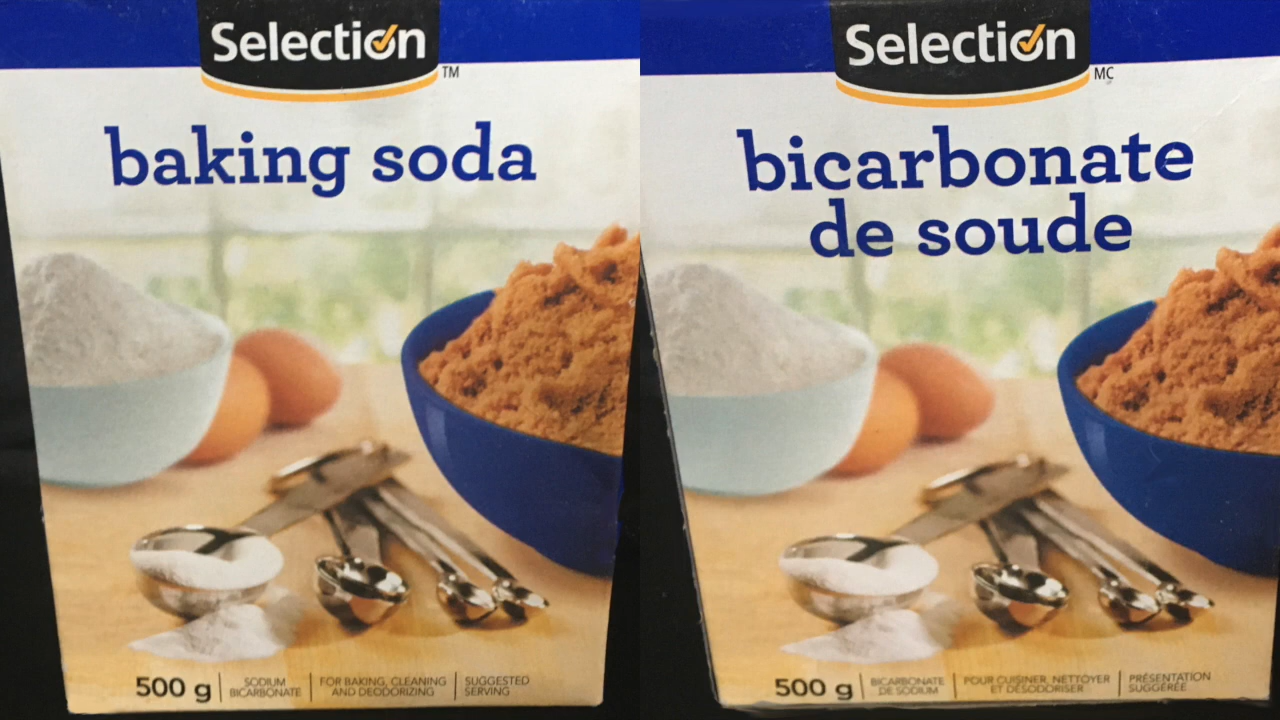 Selection
TM
baking soda
500 g
SODIUM
BICARBONATE
FOR BAKING, CLEANING
AND DEODORIZING
SUGGESTED
SERVING
Selection
MC
bicarbonate
de soude
500 g
BICARBONATE
DE SODIUM
POUR CUISINER, NETTOYER
ET DÉSODORISER
PRÉSENTATION
SUGGÉRÉE